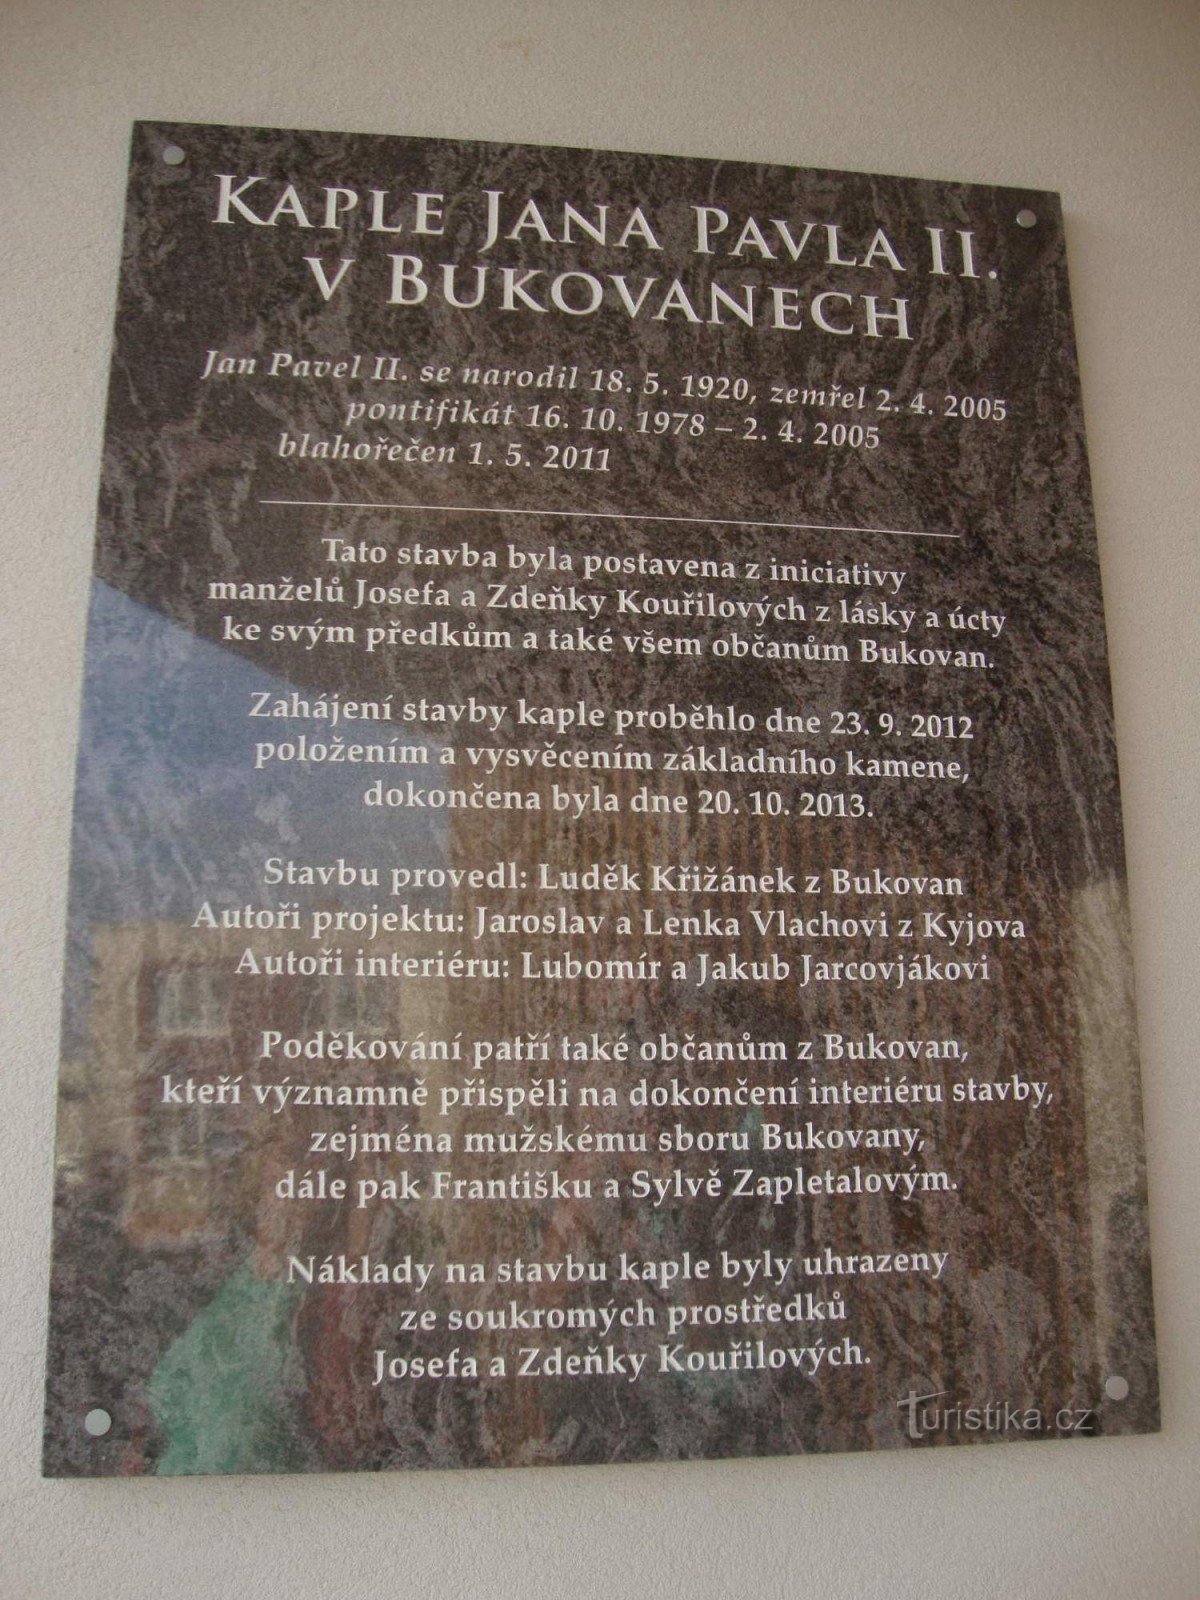 KAPLE JANA PAVLA II.
V BUKOVANECH
Jan Pavel II. se narodil 18. 5. 1920, zemřel 2. 4. 2005
pontifikát 16. 10. 1978 – 2. 4. 2005
blahořečen 1. 5. 2011
Tato stavba byla postavena z iniciativy
manželů Josefa a Zdeňky Kouřilových z lásky a úcty
ke svým předkům a také všem občanům Bukovan.
Zahájení stavby kaple proběhlo dne 23. 9. 2012
položením a vysvěcením základního kamene,
dokončena byla dne 20. 10. 2013.
Stavbu provedl: Luděk Křižánek z Bukovan
Autoři projektu: Jaroslav a Lenka Vlachovi z Kyjova
Autoři interiéru: Lubomír a Jakub Jarcovjákovi
Poděkování patří také občanům z Bukovan,
kteří významně přispěli na dokončení interiéru stavby,
zejména mužskému sboru Bukovany,
dále pak Františku a Sylvě Zapletalovým.
Náklady na stavbu kaple byly uhrazeny
ze soukromých prostředků
Josefa a Zdeňky Kouřilových.
Turistika.cz